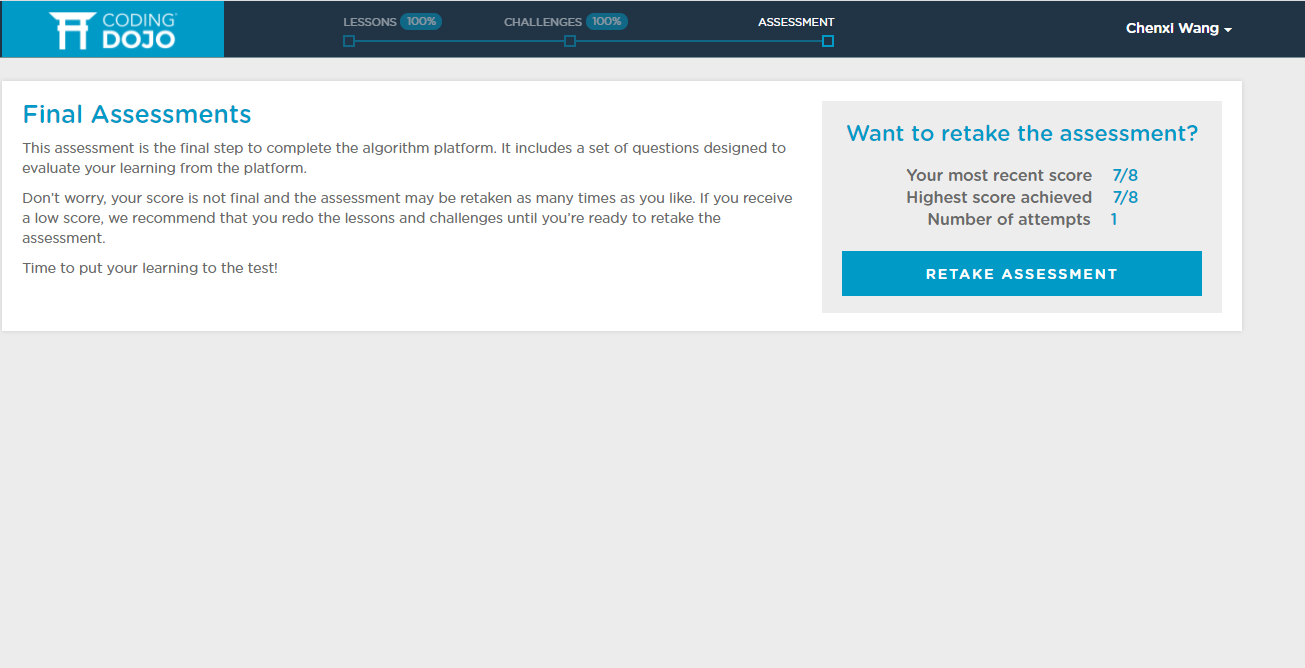 CODING
DOJO
LESSONS 100%
CHALLENGES 100%
ASSESSMENT
Chenxi Wang
Final Assessments
This assessment is the final step to complete the algorithm platform. It includes a set of questions designed to
evaluate your learning from the platform.
Don't worry, your score is not final and the assessment may be retaken as many times as you like. If you receive
a low score, we recommend that you redo the lessons and challenges until you're ready to retake the
assessment.
Time to put your learning to the test!
Want to retake the assessment?
Your most recent score 7/8
Highest score achieved 7/8
Number of attempts 1
RETAKE ASSESSMENT